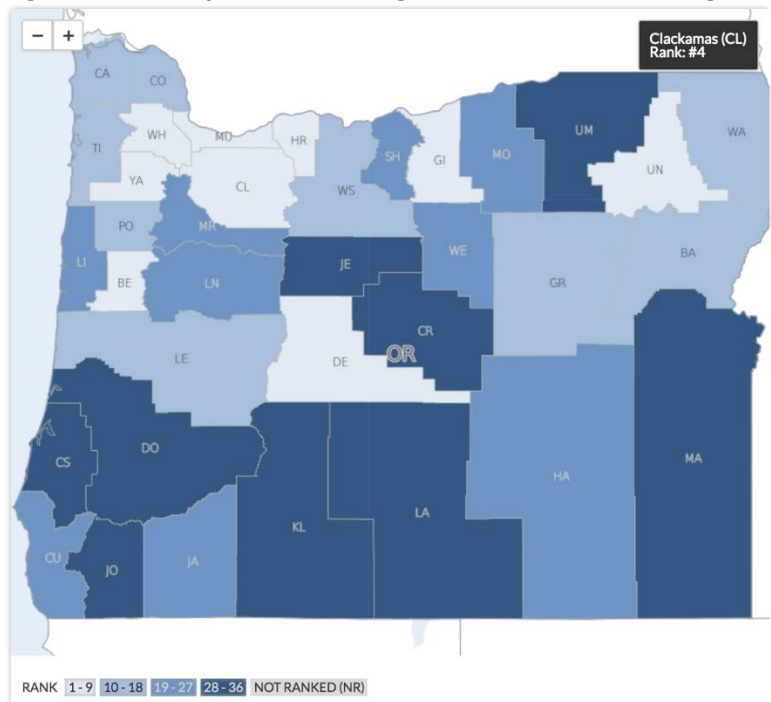 − +
Clackamas (CL)
Rank: #4
CA
CO
UM
WA
WH
MU
HR
TI
SH
GI
MO
UN
YA
CL
WS
PO
MR
LI
WE
JE
BA
BE
LN
GR
CR
OR
LE
DE
DO
CS
MA
HA
LA
KL
CU
JA
JO
RANK 1 - 9 10 - 18 19 - 27 28 - 36 NOT RANKED (NR)